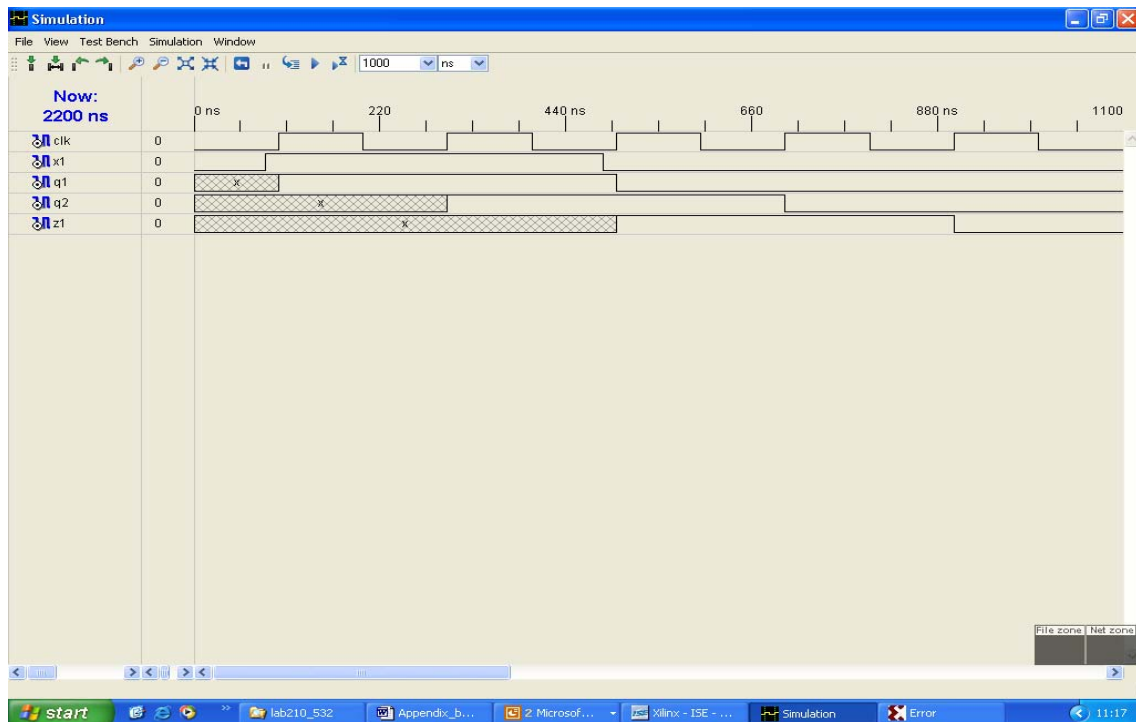 Simulation
File View Test Bench Simulation Window
1000 ns
Now:
2200 ns
0 ns 220 440 ns 660 880 ns 1100
clk 0
x1 0
q1 0 x
q2 0 x
z1 0 x
File zone Net zone
start lab210_532 Appendix_b... 2 Microsof... Xilinx - ISE - ... Simulation Error 11:17